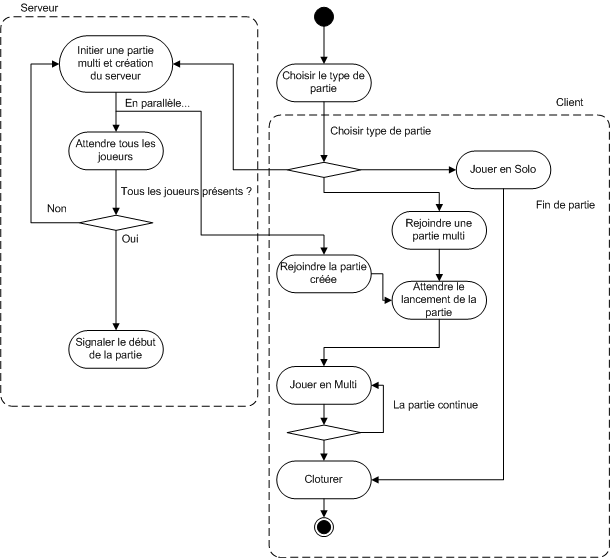 Serveur
Initier une partie
multi et création
du serveur
Choisir le type de
partie
En parallèle...
Client
Choisir type de partie
Attendre tous les
joueurs
Jouer en Solo
Tous les joueurs présents ?
Non
Oui
Fin de partie
Rejoindre une
partie multi
Rejoindre la partie
créée
Attendre le
lancement de la
partie
Signaler le début
de la partie
Jouer en Multi
La partie continue
Cloturer